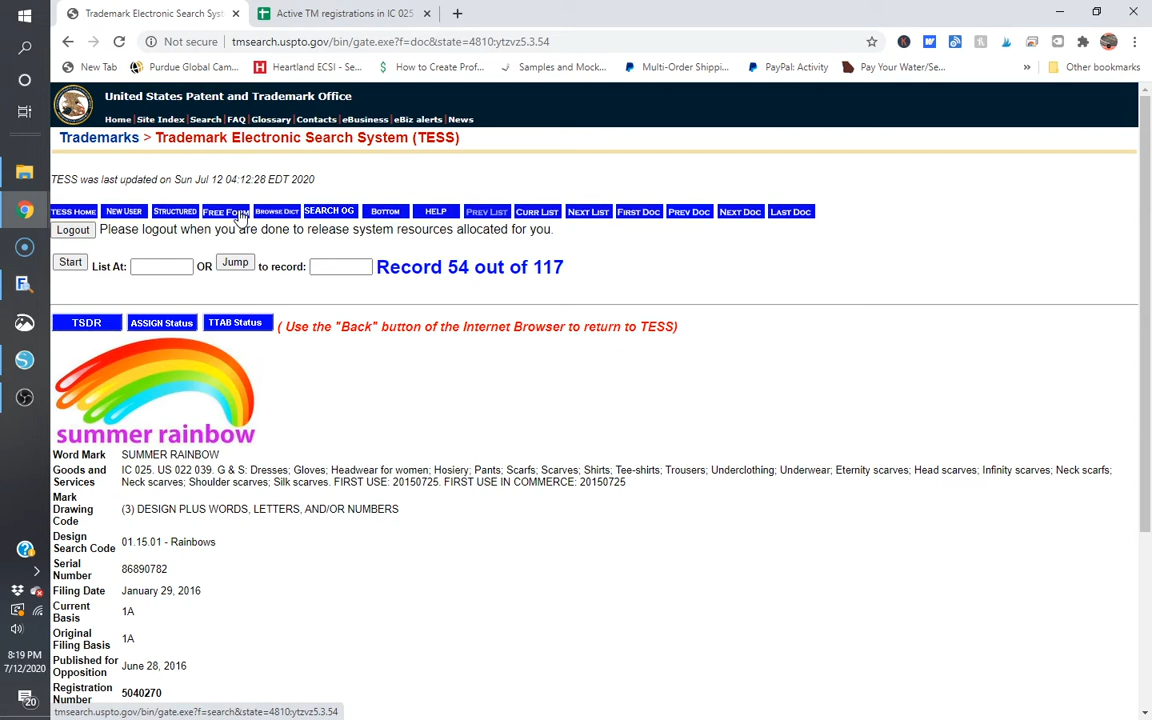 Trademark Electronic Search Syst
Active TM registrations in IC 025
Not secure
tmsearch.uspto.gov/bin/gate.exe?f=doc&state=4810:ytzvz5.3.54
New Tab
Purdue Global Cam...
Heartland ECSI - Se...
How to Create Prof...
Samples and Mock...
Multi-Order Shippi...
PayPal: Activity
Pay Your Water/Se...
Other bookmarks
United States Patent and Trademark Office
Home|Site Index|Search|FAQ|Glossary|Contacts|eBusiness|eBiz alerts|News
Trademarks > Trademark Electronic Search System (TESS)
TESS was last updated on Sun Jul 12 04:12:28 EDT 2020
TESS HOME NEW USER STRUCTURED FREE FORM BROWSE DICT SEARCH OG BOTTOM HELP PREV LIST CURR LIST NEXT LIST FIRST DOC PREV DOC NEXT DOC LAST DOC
Logout Please logout when you are done to release system resources allocated for you.
Start List At: OR Jump to record: Record 54 out of 117
TSDR ASSIGN Status TTAB Status ( Use the "Back" button of the Internet Browser to return to TESS)
summer rainbow
Word Mark SUMMER RAINBOW
Goods and Services IC 025. US 022 039. G & S: Dresses; Gloves; Headwear for women; Hosiery; Pants; Scarfs; Scarves; Shirts; Tee-shirts; Trousers; Underclothing; Underwear; Eternity scarves; Head scarves; Infinity scarves; Neck scarfs;
Neck scarves; Shoulder scarves; Silk scarves. FIRST USE: 20150725. FIRST USE IN COMMERCE: 20150725
Mark Drawing Code (3) DESIGN PLUS WORDS, LETTERS, AND/OR NUMBERS
Design Search Code 01.15.01 - Rainbows
Serial Number 86890782
Filing Date January 29, 2016
Current Basis 1A
Original Filing Basis 1A
Published for Opposition June 28, 2016
Registration Number 5040270
8:19 PM
7/12/2020
20
tmsearch.uspto.gov/bin/gate.exe?f=search&state=4810:ytzvz5.3.54